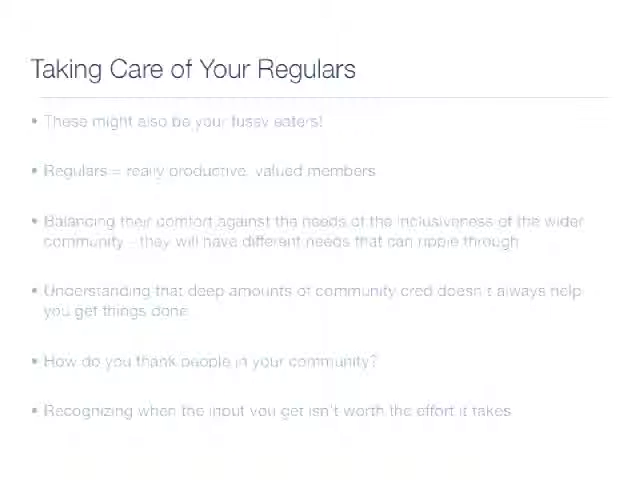 Taking Care of Your Regulars
• These might also be your fussy eaters!
• Regulars = really productive, valued members
• Balancing their comfort against the needs of the inclusiveness of the wider
community - they will have different needs that can ripple through
• Understanding that deep amounts of community cred doesn't always help
you get things done
• How do you thank people in your community?
• Recognizing when the input you get isn't worth the effort it takes